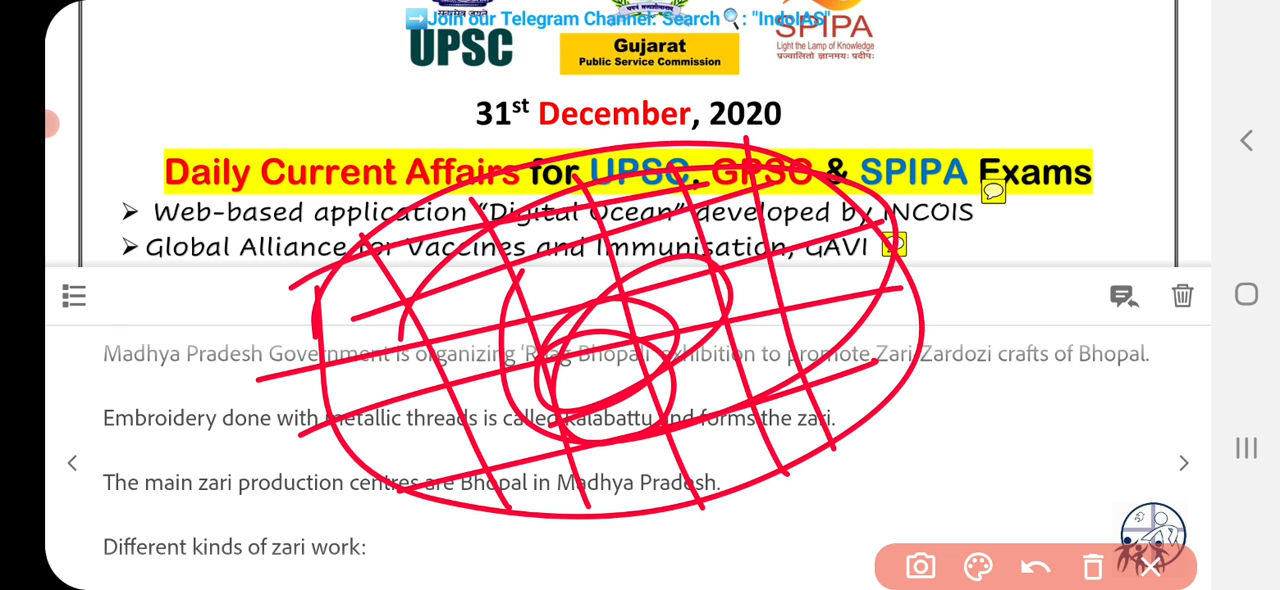 ➡Join our Telegram Channel: Search🔍: "IndoIAS"
UPSC
Gujarat
Public Service Commission
SPIPA
Light the Lamp of Knowledge
प्रज्वालितो ज्ञानमयः प्रदीपः
31st December, 2020
Daily Current Affairs for UPSC, GPSC & SPIPA Exams
➢ Web-based application “Digital Ocean” developed by INCOIS
➢ Global Alliance for Vaccines and Immunisation, GAVI
Madhya Pradesh Government is organizing ‘Raag Bhopali’ exhibition to promote Zari Zardozi crafts of Bhopal.
Embroidery done with metallic threads is called kalabattu and forms the zari.
The main zari production centres are Bhopal in Madhya Pradesh.
Different kinds of zari work: